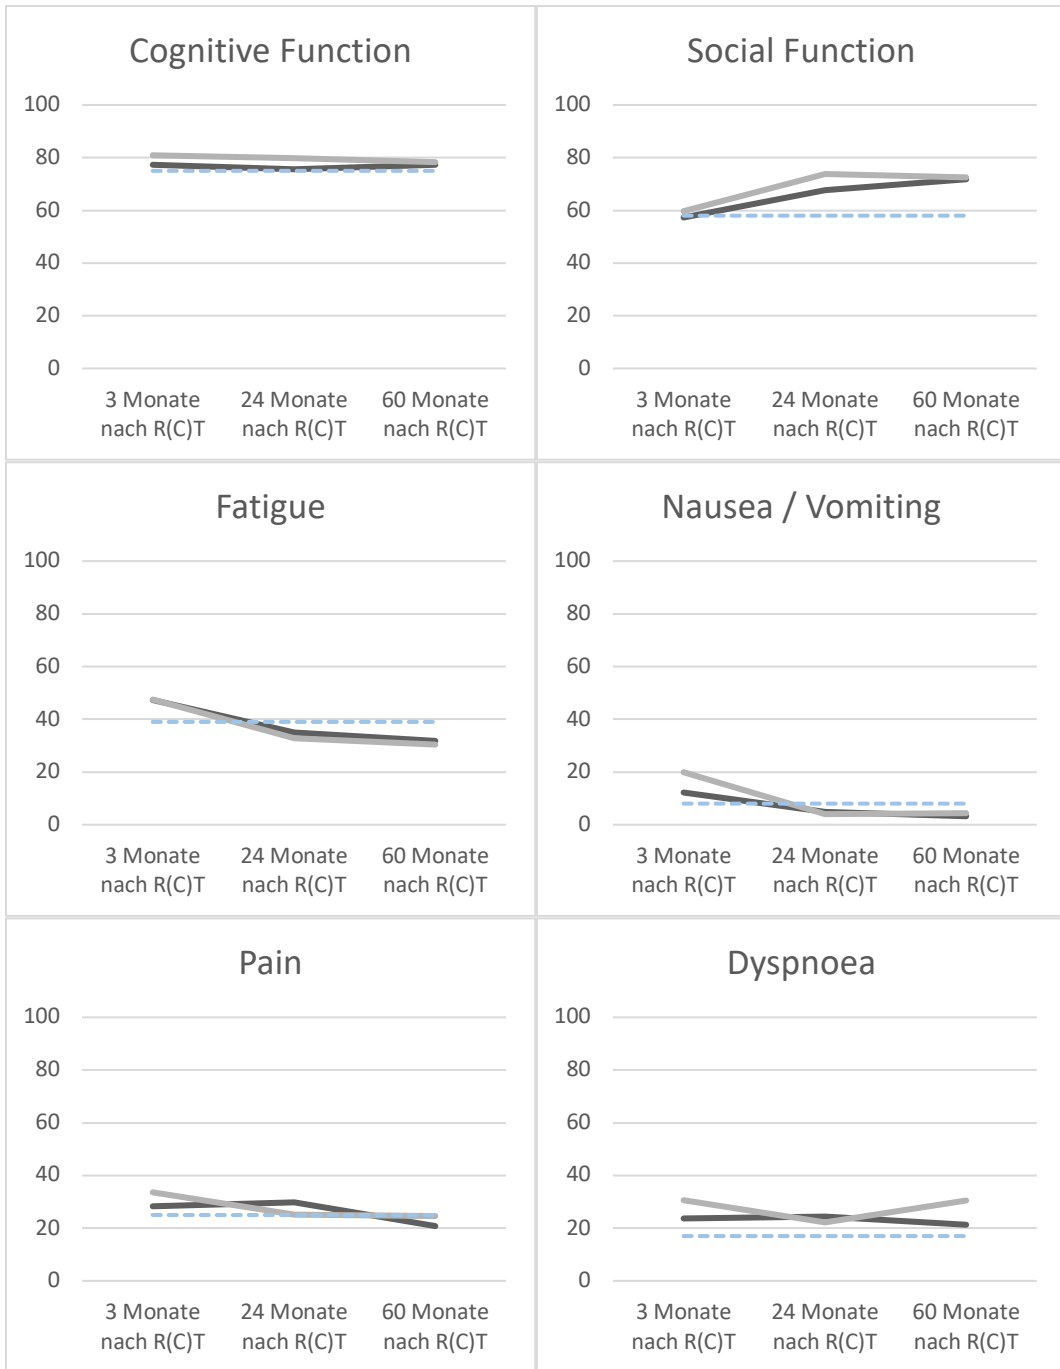 Cognitive Function
100
80
60
40
20
0
3 Monate
nach R(C)T
24 Monate
nach R(C)T
60 Monate
nach R(C)T
Social Function
100
80
60
40
20
0
3 Monate
nach R(C)T
24 Monate
nach R(C)T
60 Monate
nach R(C)T
Fatigue
100
80
60
40
20
0
3 Monate
nach R(C)T
24 Monate
nach R(C)T
60 Monate
nach R(C)T
Nausea / Vomiting
100
80
60
40
20
0
3 Monate
nach R(C)T
24 Monate
nach R(C)T
60 Monate
nach R(C)T
Pain
100
80
60
40
20
0
3 Monate
nach R(C)T
24 Monate
nach R(C)T
60 Monate
nach R(C)T
Dyspnoea
100
80
60
40
20
0
3 Monate
nach R(C)T
24 Monate
nach R(C)T
60 Monate
nach R(C)T